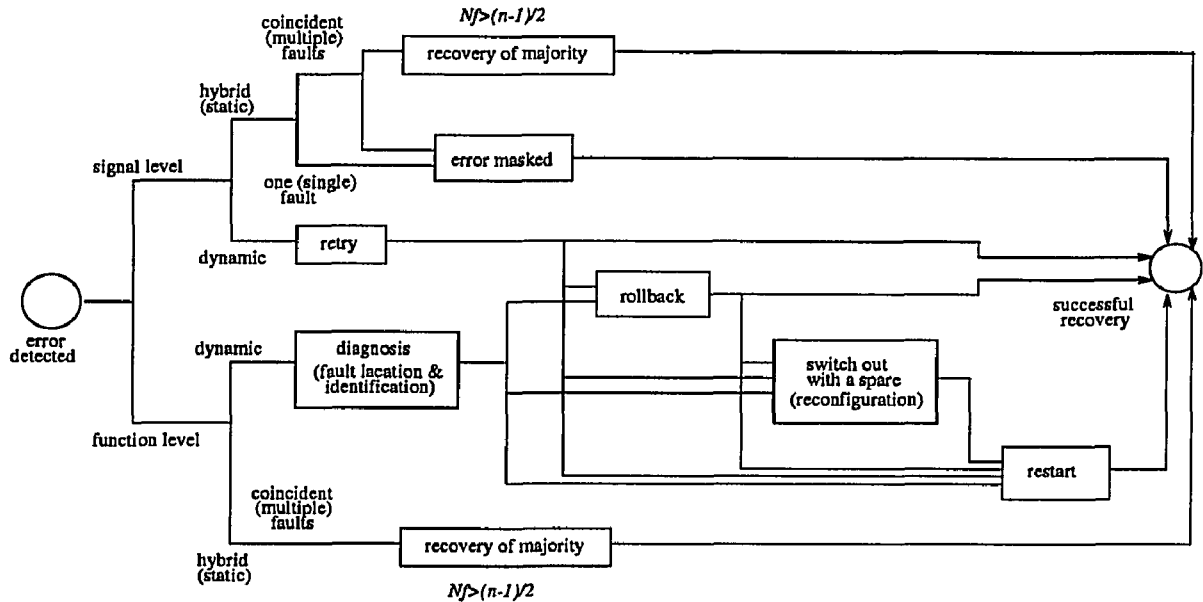 coincident
(multiple)
faults
Nf>(n-1)/2
recovery of majority
hybrid
(static)
error masked
signal level
one (single)
fault
retry
dynamic
rollback
successful
recovery
error
detected
dynamic
diagnosis
(fault lacation &
identification)
switch out
with a spare
(reconfiguration)
function level
restart
coincident
(multiple)
faults
recovery of majority
hybrid
(static)
Nf>(n-1)/2